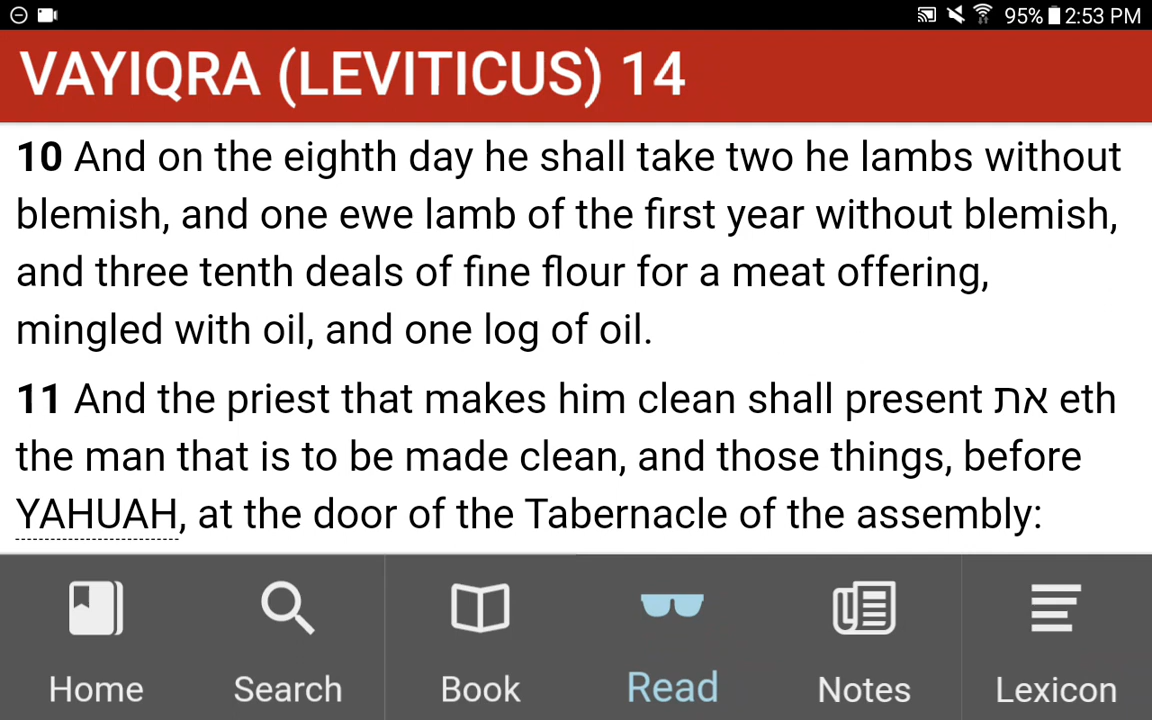 95% 2:53 PM
VAYIQRA (LEVITICUS) 14
10 And on the eighth day he shall take two he lambs without
blemish, and one ewe lamb of the first year without blemish,
and three tenth deals of fine flour for a meat offering,
mingled with oil, and one log of oil.
11 And the priest that makes him clean shall present את eth
the man that is to be made clean, and those things, before
YAHUAH, at the door of the Tabernacle of the assembly:
Home Search Book Read Notes Lexicon